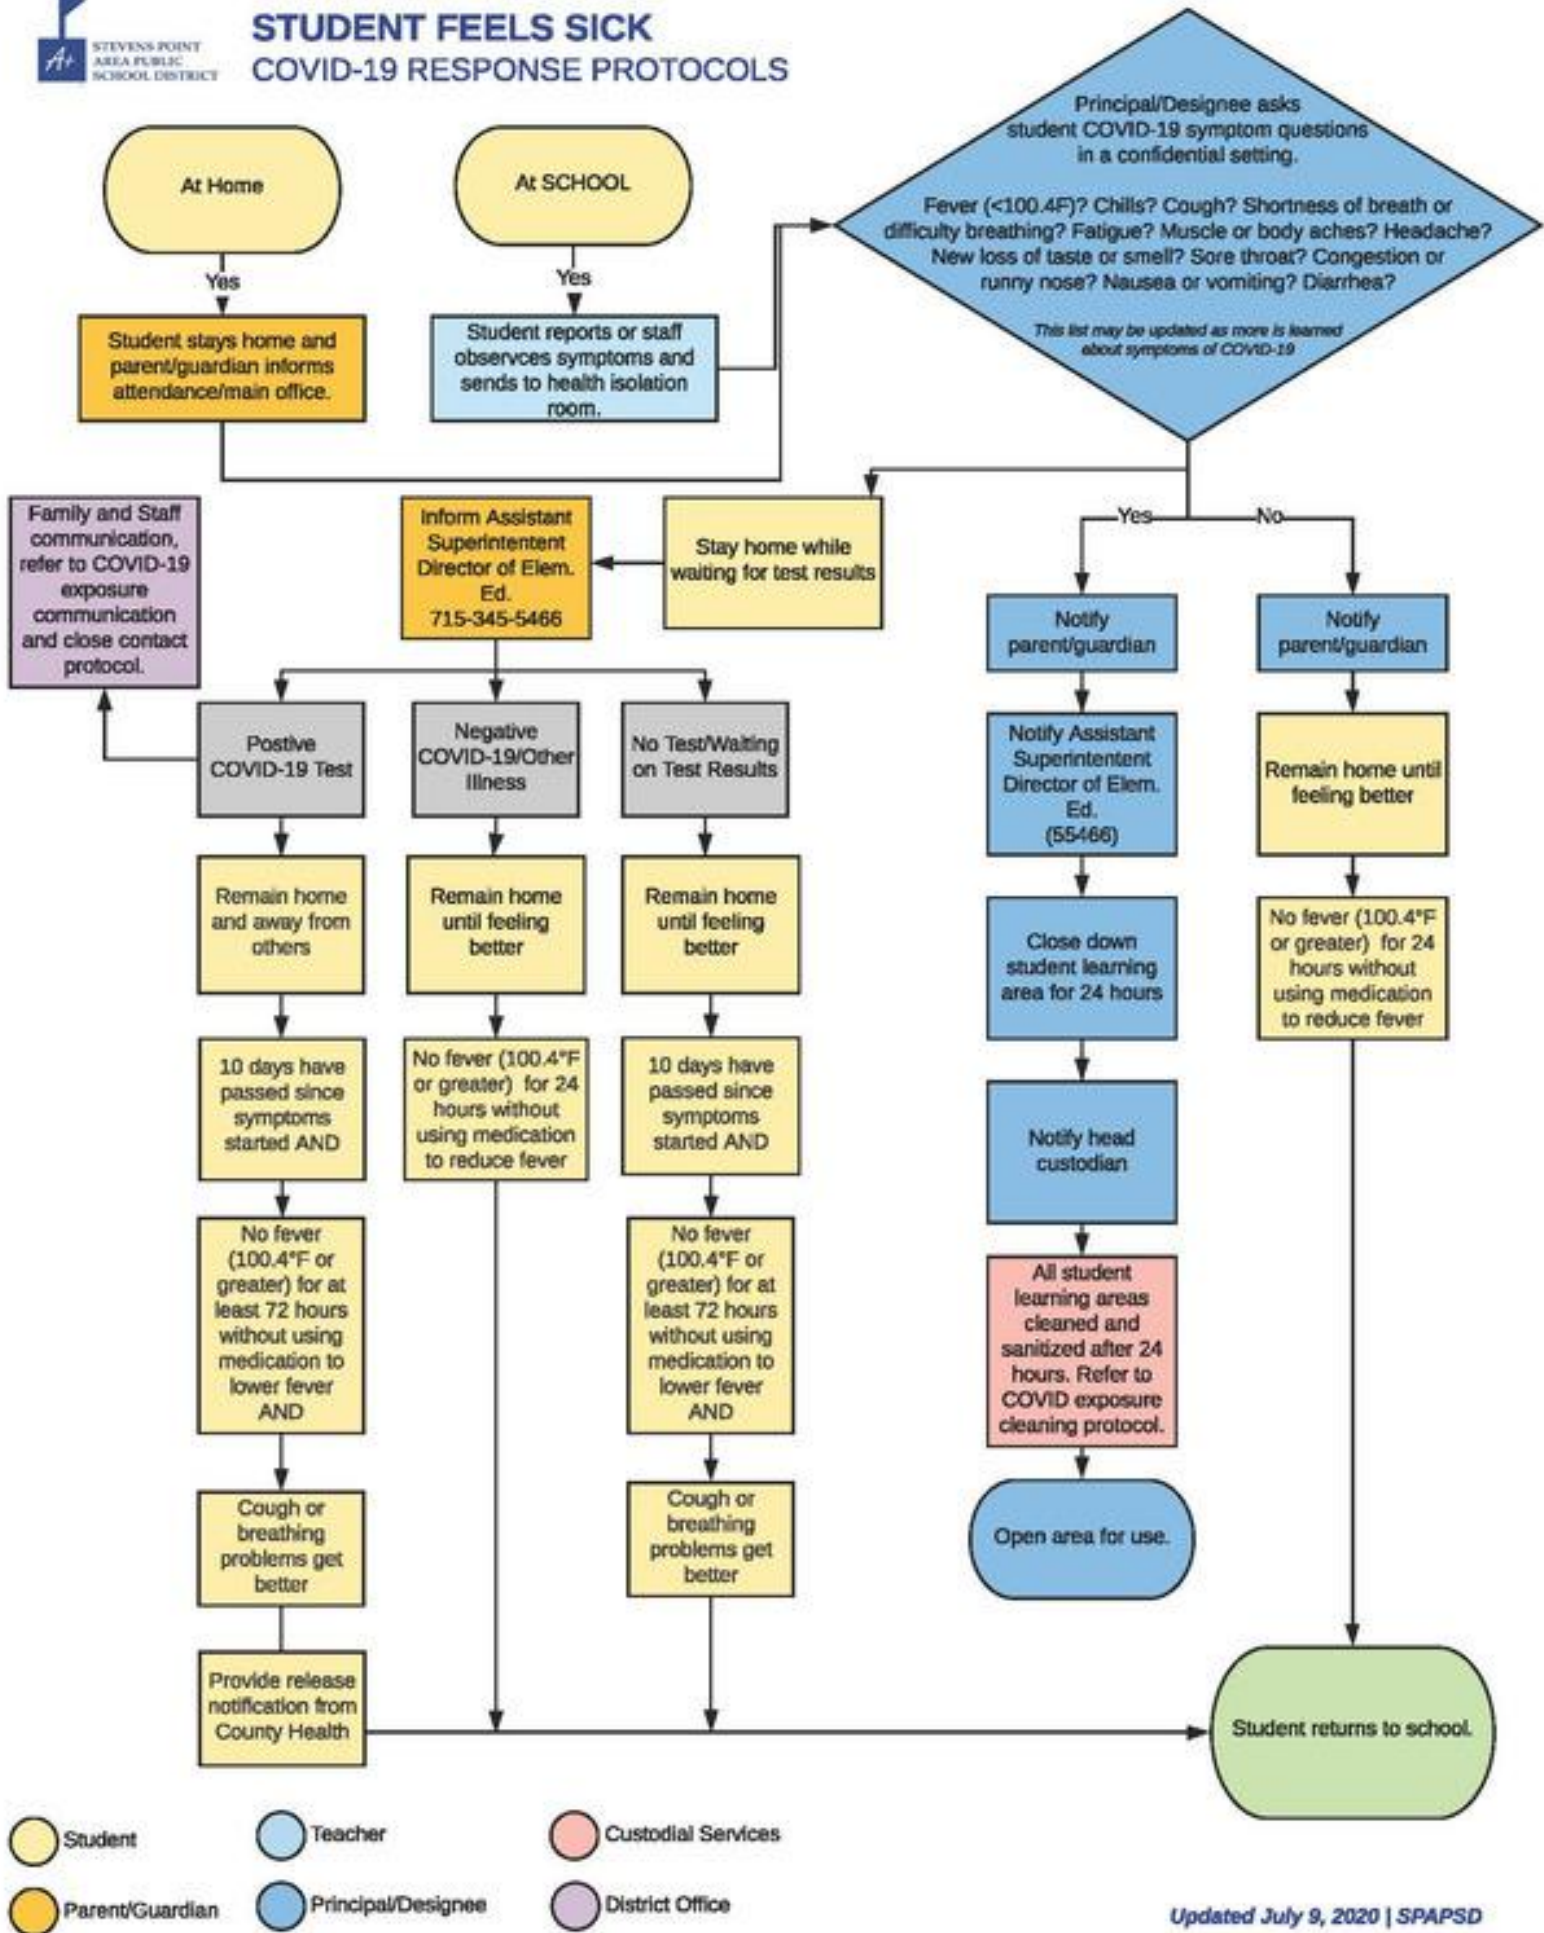 A+
STEVENS POINT
AREA PUBLIC
SCHOOL DISTRICT
STUDENT FEELS SICK
COVID-19 RESPONSE PROTOCOLS
At Home
At SCHOOL
Yes
Yes
Student stays home and
parent/guardian informs
attendance/main office.
Student reports or staff
observces symptoms and
sends to health isolation
room.
Principal/Designee asks
student COVID-19 symptom questions
in a confidential setting.
Fever (<100.4F)? Chills? Cough? Shortness of breath or
difficulty breathing? Fatigue? Muscle or body aches? Headache?
New loss of taste or smell? Sore throat? Congestion or
runny nose? Nausea or vomiting? Diarrhea?
This list may be updated as more is learned
about symptoms of COVID-19
Family and Staff
communication,
refer to COVID-19
exposure
communication
and close contact
protocol.
Inform Assistant
Superintentent
Director of Elem.
Ed.
715-345-5466
Stay home while
waiting for test results
Yes
No
Notify
parent/guardian
Notify
parent/guardian
Postive
COVID-19 Test
Negative
COVID-19/Other
Illness
No Test/Waiting
on Test Results
Notify Assistant
Superintentent
Director of Elem.
Ed.
(55466)
Remain home until
feeling better
Remain home
and away from
others
Remain home
until feeling
better
Remain home
until feeling
better
Close down
student learning
area for 24 hours
No fever (100.4°F
or greater) for 24
hours without
using medication
to reduce fever
10 days have
passed since
symptoms
started AND
No fever (100.4°F
or greater) for 24
hours without
using medication
to reduce fever
10 days have
passed since
symptoms
started AND
Notify head
custodian
No fever
(100.4°F or
greater) for at
least 72 hours
without using
medication to
lower fever
AND
No fever
(100.4°F or
greater) for at
least 72 hours
without using
medication to
lower fever
AND
All student
learning areas
cleaned and
sanitized after 24
hours. Refer to
COVID exposure
cleaning protocol.
Cough or
breathing
problems get
better
Cough or
breathing
problems get
better
Open area for use.
Provide release
notification from
County Health
Student returns to school.
Student
Teacher
Custodial Services
Parent/Guardian
Principal/Designee
District Office
Updated July 9, 2020 | SPAPSD